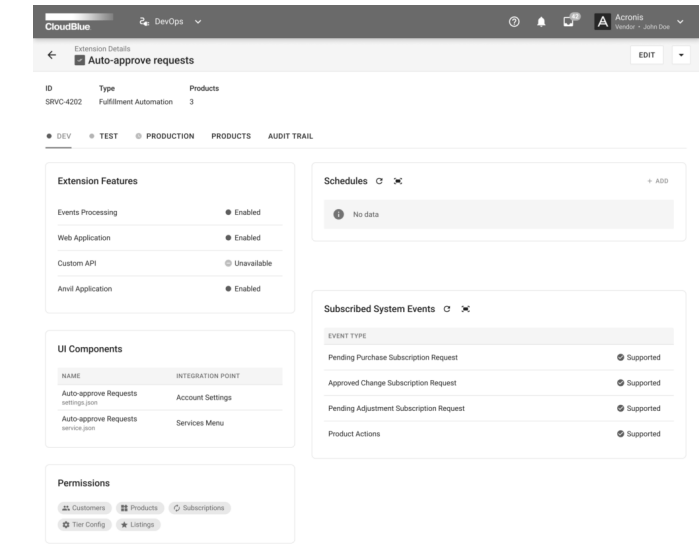 CloudBlue
DevOps
42
Acronis
Vendor • John Doe
Extension Details
Auto-approve requests
EDIT
ID Type Products
SRVC-4202 Fulfillment Automation 3
DEV TEST PRODUCTION PRODUCTS AUDIT TRAIL
Extension Features
Events Processing Enabled
Web Application Enabled
Custom API Unavailable
Anvil Application Enabled
UI Components
NAME INTEGRATION POINT
Auto-approve Requests Account Settings
settings.json
Auto-approve Requests Services Menu
service.json
Permissions
Customers Products Subscriptions
Tier Config Listings
Schedules + ADD
No data
Subscribed System Events
EVENT TYPE
Pending Purchase Subscription Request Supported
Approved Change Subscription Request Supported
Pending Adjustment Subscription Request Supported
Product Actions Supported